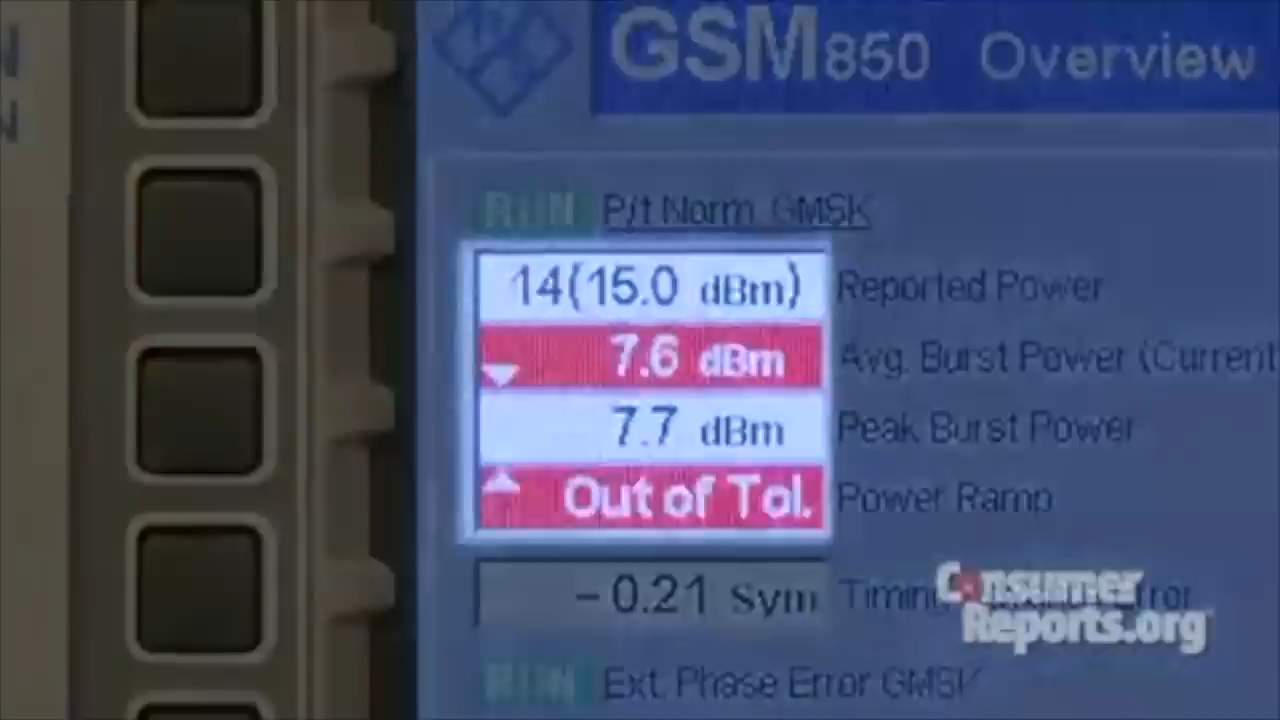 GSM850 Overview
RUN P/t Norm. GMSK
14(15.0 dBm) Reported Power
7.6 dBm Avg. Burst Power (Current
7.7 dBm Peak Burst Power
Out of Tol. Power Ramp
-0.21 Sym
Consumer
Reports.org
RUN Ext. Phase Error GMSK